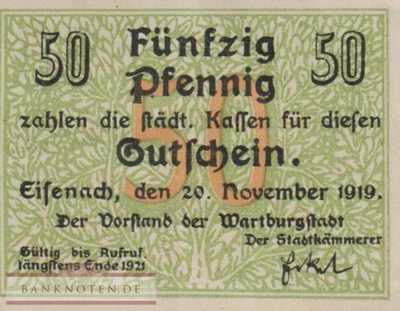 50 Fünfzig 50
Pfennig
50
zahlen die städt. Kassen für diesen
Gutschein.
Eisenach, den 20. November 1919.
Der Vorstand der Wartburgstadt
Der Stadtkämmerer
Gültig bis Aufruf,
längstens Ende 1921
BANKNOTEN.DE